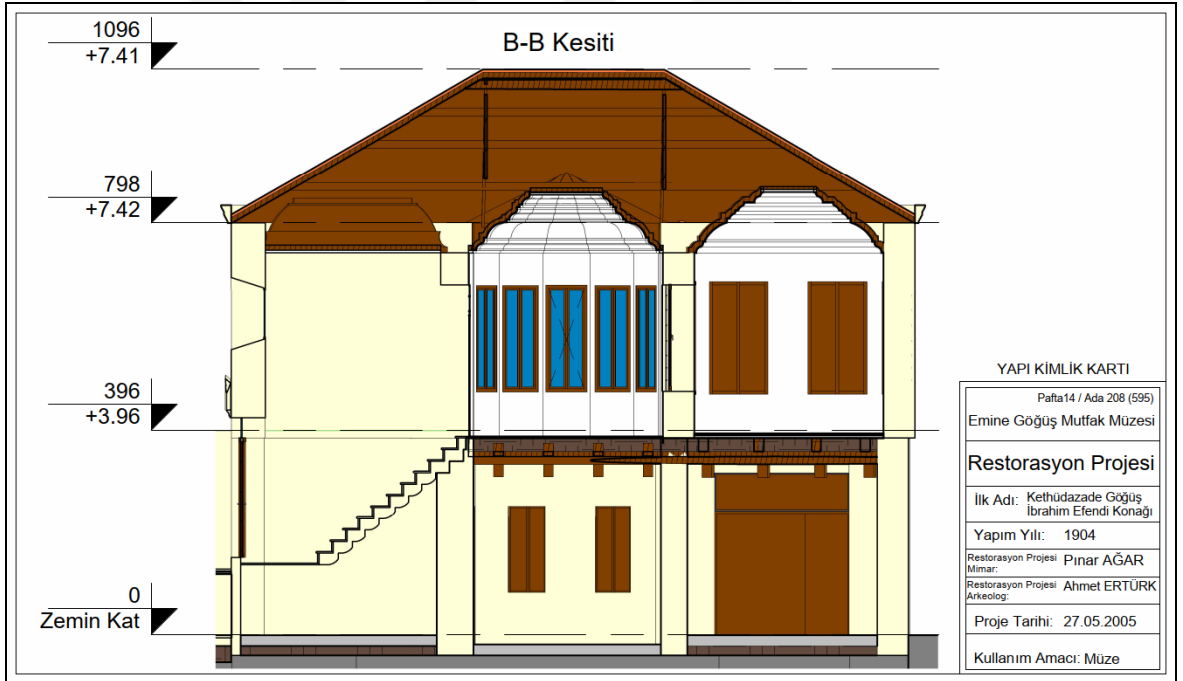 B-B Kesiti
1096
+7.41
798
+7.42
396
+3.96
0
Zemin Kat
YAPI KİMLİK KARTI
Pafta14 / Ada 208 (595)
Emine Göğüş Mutfak Müzesi
Restorasyon Projesi
İlk Adı: Kethüdazade Göğüş
İbrahim Efendi Konağı
Yapım Yılı: 1904
Restorasyon Projesi
Mimar: Pınar AĞAR
Restorasyon Projesi
Arkeolog: Ahmet ERTÜRK
Proje Tarihi: 27.05.2005
Kullanım Amacı: Müze